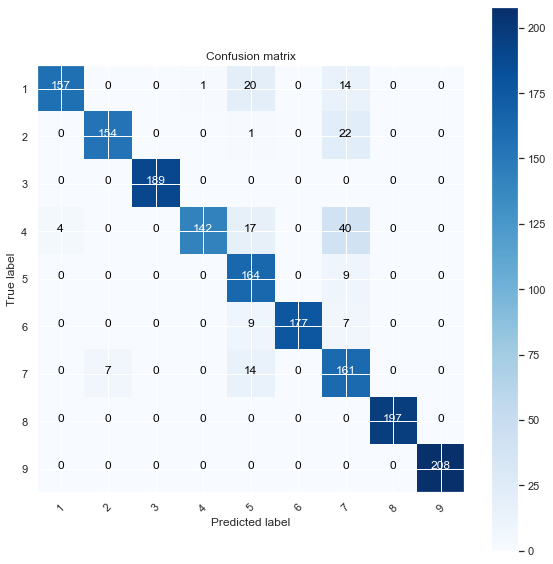 Confusion matrix
1 157 0 0 1 20 0 14 0 0
2 0 154 0 0 1 0 22 0 0
3 0 0 189 0 0 0 0 0 0
4 4 0 0 142 17 0 40 0 0
5 0 0 0 0 164 0 9 0 0
6 0 0 0 0 9 177 7 0 0
7 0 7 0 0 14 0 161 0 0
8 0 0 0 0 0 0 0 197 0
9 0 0 0 0 0 0 0 0 208
1 2 3 4 5 6 7 8 9
True label
Predicted label
200
175
150
125
100
75
50
25
0